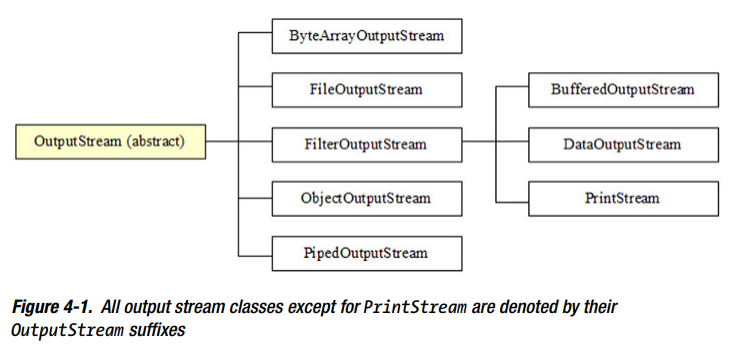 ByteArrayOutputStream
FileOutputStream
BufferedOutputStream
OutputStream (abstract)
FilterOutputStream
DataOutputStream
ObjectOutputStream
PrintStream
PipedOutputStream
Figure 4-1. All output stream classes except for PrintStream are denoted by their
OutputStream suffixes